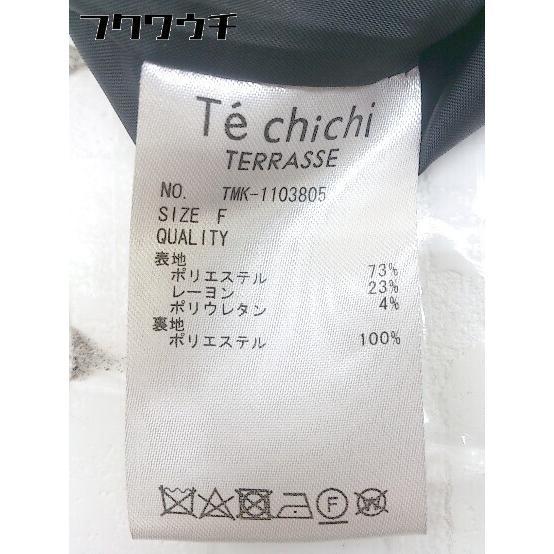 フクワウチ
Té chichi
TERRASSE
NO. TMK-1103805
SIZE F
QUALITY
表地
ポリエステル 73%
レーヨン 23%
ポリウレタン 4%
裏地
ポリエステル 100%
F
W